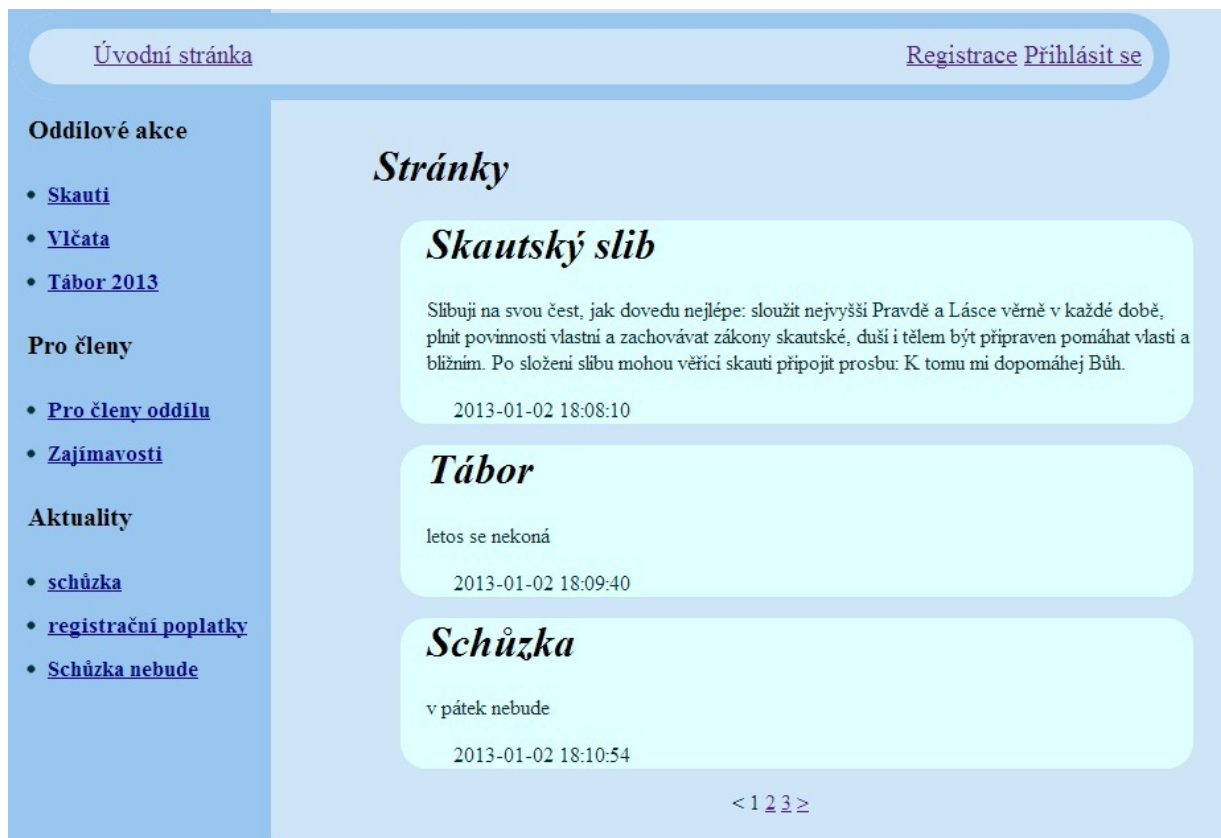 Úvodní stránka
Registrace Přihlásit se
Oddílové akce
Skauti
Vlčata
Tábor 2013
Pro členy
Pro členy oddílu
Zajímavosti
Aktuality
schůzka
registrační poplatky
Schůzka nebude
Stránky
Skautský slib
Slibuji na svou čest, jak dovedu nejlépe: sloužit nejvyšší Pravdě a Lásce věrně v každé době,
plnit povinnosti vlastní a zachovávat zákony skautské, duší i tělem být připraven pomáhat vlasti a
bližním. Po složení slibu mohou věřící skauti připojit prosbu: K tomu mi dopomáhej Bůh.
2013-01-02 18:08:10
Tábor
letos se nekoná
2013-01-02 18:09:40
Schůzka
v pátek nebude
2013-01-02 18:10:54
< 1 2 3 >